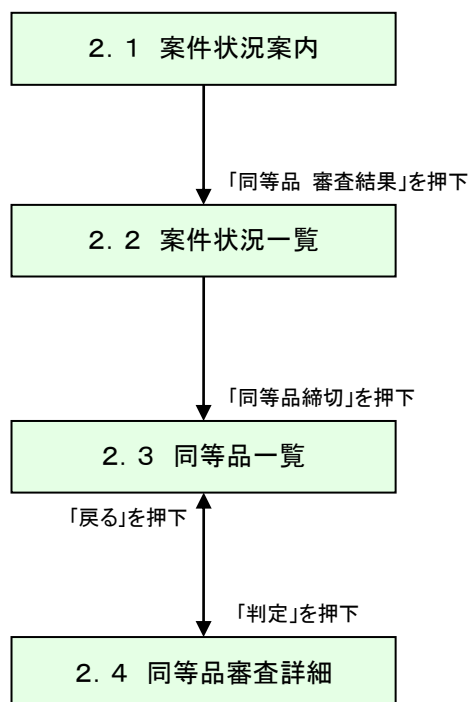 ２．１　案件状況案内
「同等品 審査結果」を押下
２．２　案件状況一覧
「同等品締切」を押下
２．３　同等品一覧
「戻る」を押下
「判定」を押下
２．４　同等品審査詳細